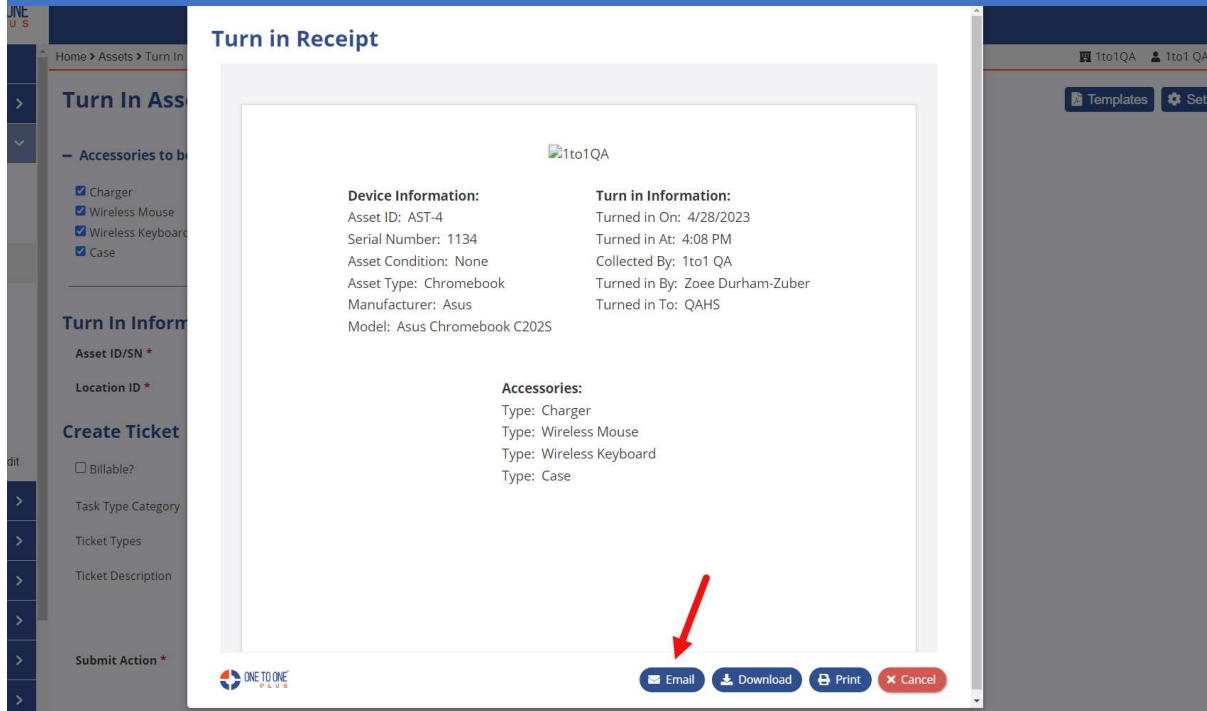 UNE
US
Home > Assets > Turn In
1to1QA 1to1 QA
Turn In Ass
Templates Set
– Accessories to b
Charger
Wireless Mouse
Wireless Keyboard
Case
Turn In Inform
Asset ID/SN *
Location ID *
Create Ticket
dit
Billable?
Task Type Category
Ticket Types
Ticket Description
Submit Action *
Turn in Receipt
1to1QA
Device Information:
Asset ID: AST-4
Serial Number: 1134
Asset Condition: None
Asset Type: Chromebook
Manufacturer: Asus
Model: Asus Chromebook C202S
Turn in Information:
Turned in On: 4/28/2023
Turned in At: 4:08 PM
Collected By: 1to1 QA
Turned in By: Zoee Durham-Zuber
Turned in To: QAHS
Accessories:
Type: Charger
Type: Wireless Mouse
Type: Wireless Keyboard
Type: Case
ONE TO ONE
PLUS
Email Download Print Cancel